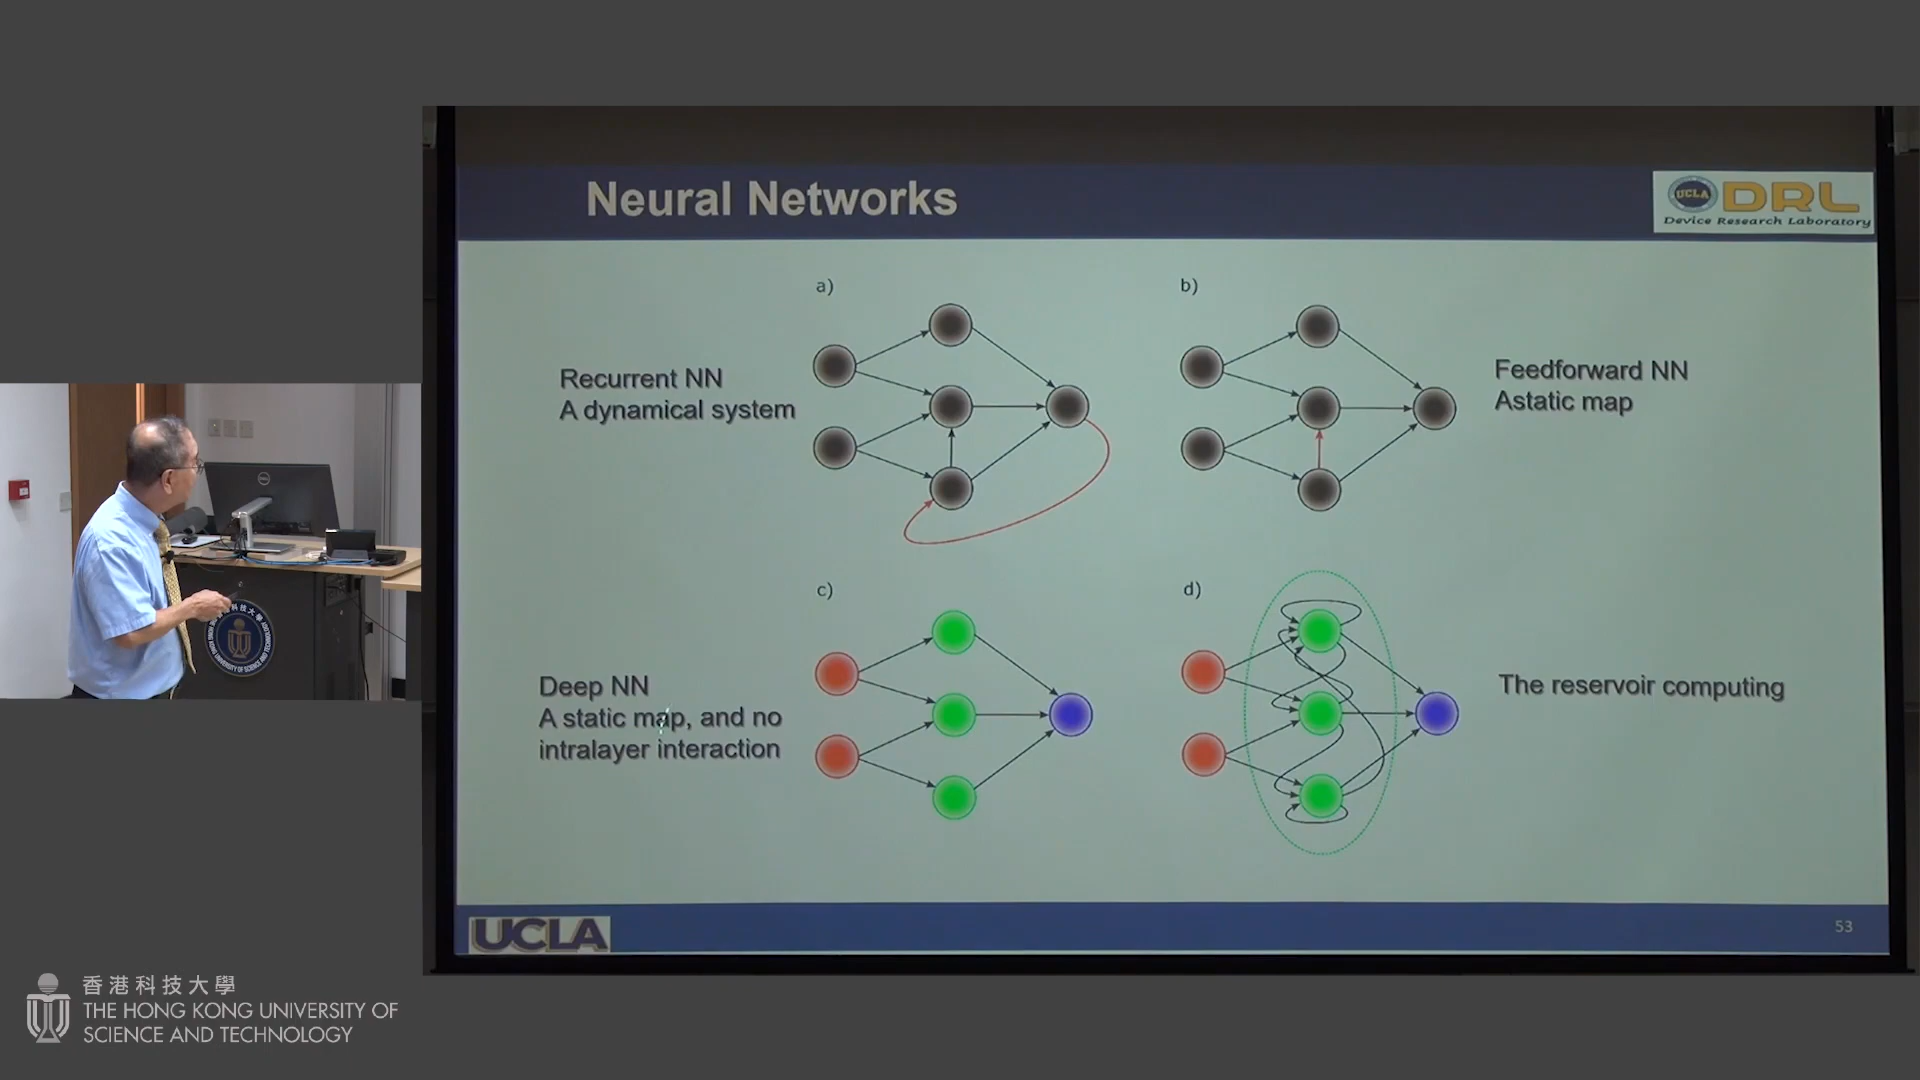 Neural Networks
UCLA
DRL
Device Research Laboratory
a)
Recurrent NN
A dynamical system
b)
Feedforward NN
Astatic map
c)
Deep NN
A static map, and no
intralayer interaction
d)
The reservoir computing
UCLA
53
香港科技大學
THE HONG KONG UNIVERSITY OF
SCIENCE AND TECHNOLOGY